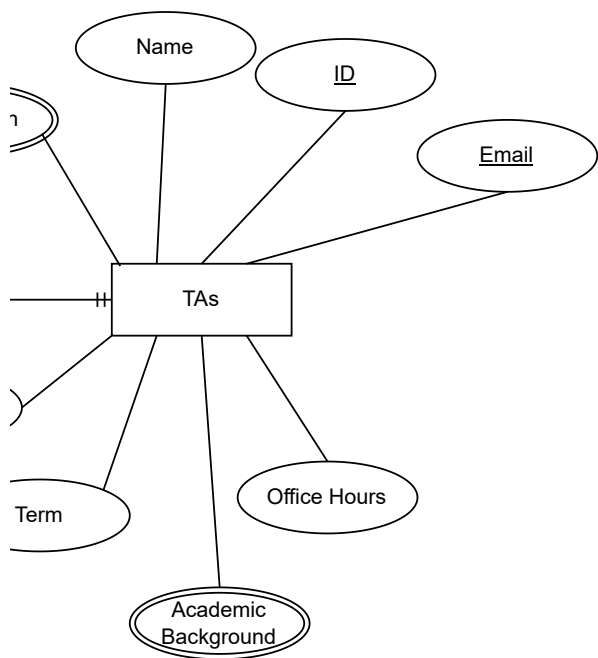 Name
ID
Email
TAs
Office Hours
Term
Academic
Background